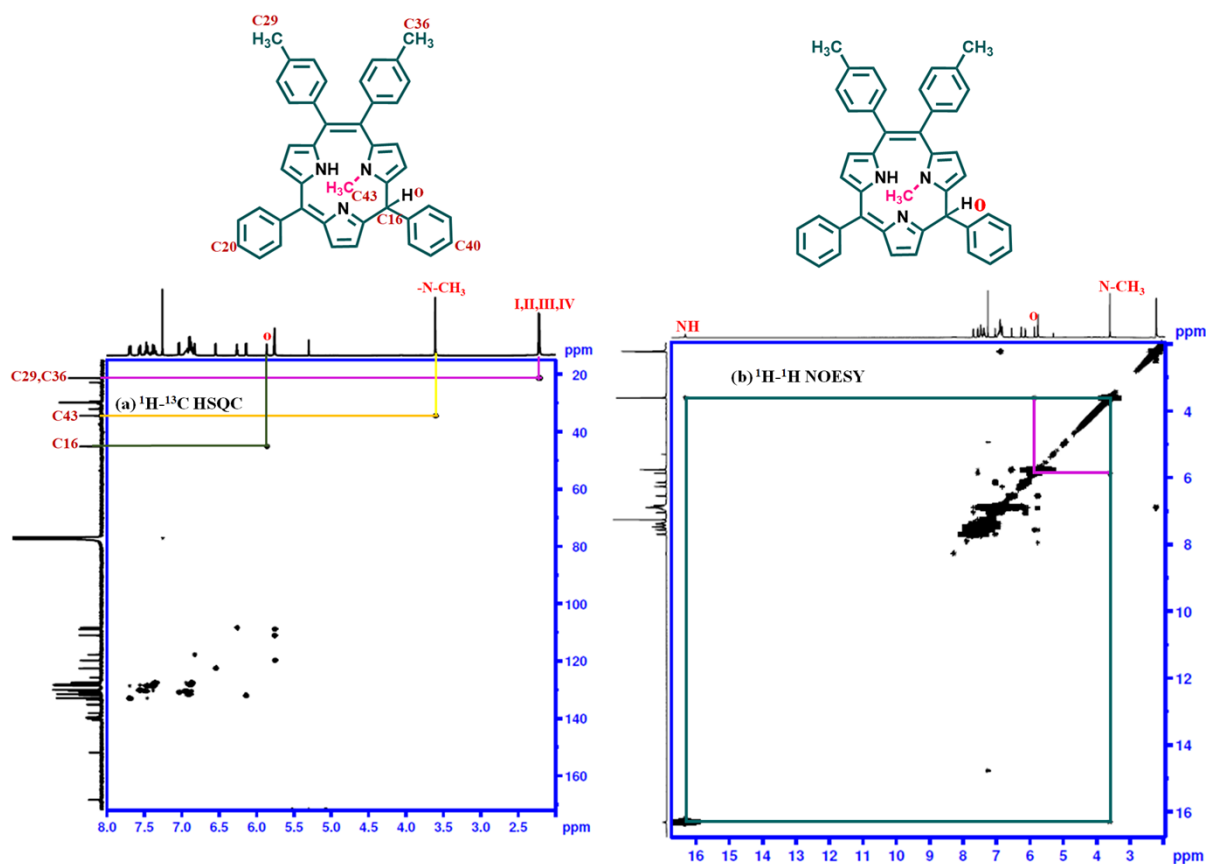 C29
C36
H₃C
CH₃
NH
N
H₃C
C43
H
o
N
C16
C20
C40
H₃C
CH₃
NH
N
H₃C
H
o
N
-N-CH₃
I,II,III,IV
o
ppm
C29,C36
(a) ¹H-¹³C HSQC
C43
C16
20
40
60
80
100
120
140
160
8.0 7.5 7.0 6.5 6.0 5.5 5.0 4.5 4.0 3.5 3.0 2.5 ppm
NH
o
N-CH₃
ppm
(b) ¹H-¹H NOESY
4
6
8
10
12
14
16
16 14 13 12 11 10 9 8 7 6 5 4 3 ppm